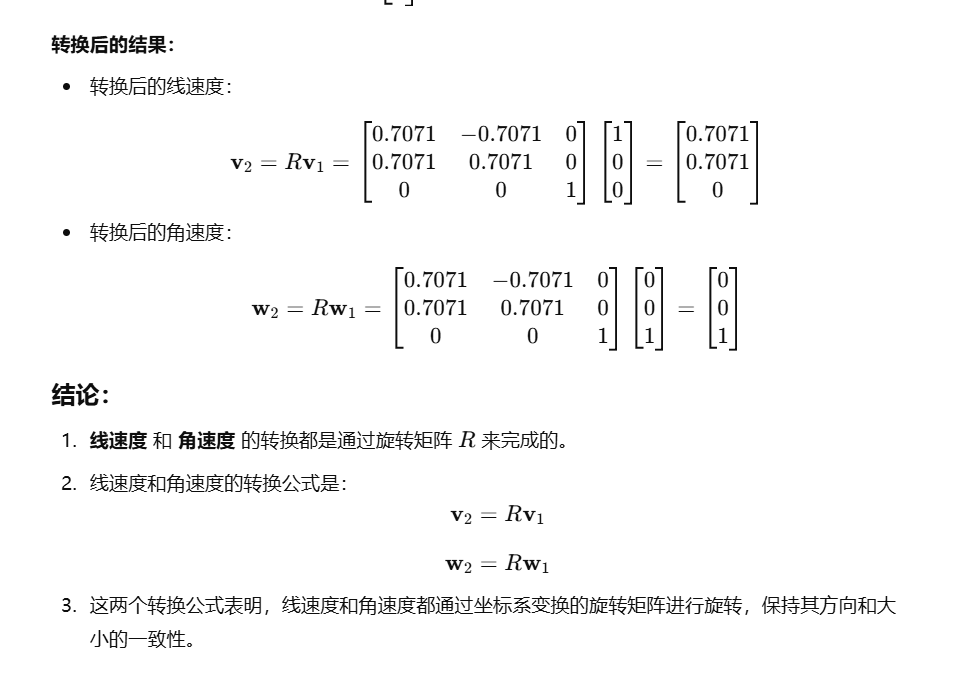 转换后的结果：
• 转换后的线速度：
$$\mathbf{v}_2 = R\mathbf{v}_1 = \begin{bmatrix} 0.7071 & -0.7071 & 0 \\ 0.7071 & 0.7071 & 0 \\ 0 & 0 & 1 \end{bmatrix} \begin{bmatrix} 1 \\ 0 \\ 0 \end{bmatrix} = \begin{bmatrix} 0.7071 \\ 0.7071 \\ 0 \end{bmatrix}$$
• 转换后的角速度：
$$\mathbf{w}_2 = R\mathbf{w}_1 = \begin{bmatrix} 0.7071 & -0.7071 & 0 \\ 0.7071 & 0.7071 & 0 \\ 0 & 0 & 1 \end{bmatrix} \begin{bmatrix} 0 \\ 0 \\ 1 \end{bmatrix} = \begin{bmatrix} 0 \\ 0 \\ 1 \end{bmatrix}$$
结论：
1. 线速度 和 角速度 的转换都是通过旋转矩阵 $R$ 来完成的。
2. 线速度和角速度的转换公式是：
$$\mathbf{v}_2 = R\mathbf{v}_1$$
$$\mathbf{w}_2 = R\mathbf{w}_1$$
3. 这两个转换公式表明，线速度和角速度都通过坐标系变换的旋转矩阵进行旋转，保持其方向和大
小的一致性。